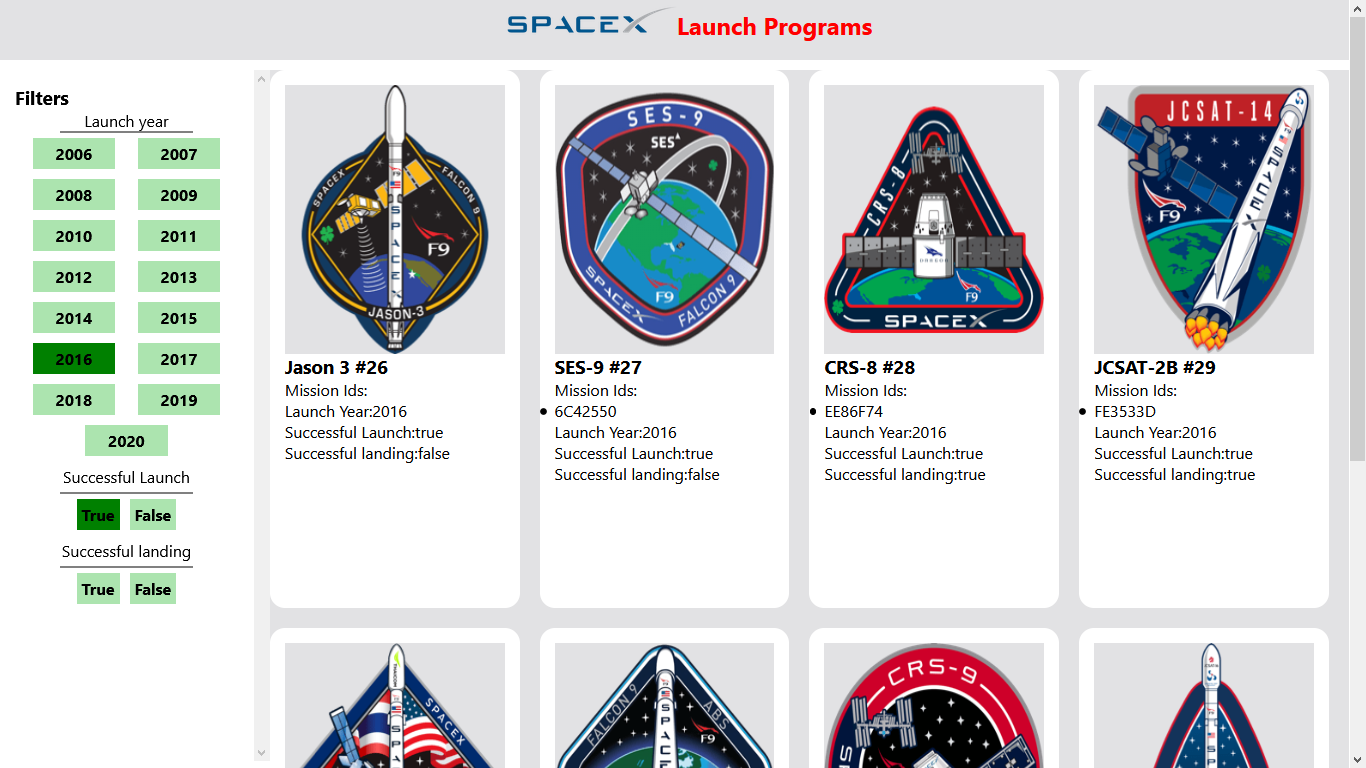 SPACEX Launch Programs
Filters
Launch year
2006 2007
2008 2009
2010 2011
2012 2013
2014 2015
2016 2017
2018 2019
2020
Successful Launch
True False
Successful landing
True False
SPACEX
FALCON 9
F9
SPACEX
F9
JASON-3
Jason 3 #26
Mission Ids:
Launch Year:2016
Successful Launch:true
Successful landing:false
SES-9
SES
F9
SPACEX
FALCON 9
SES-9 #27
Mission Ids:
6C42550
Launch Year:2016
Successful Launch:true
Successful landing:false
CRS-8
DRAGON
F9
SPACEX
CRS-8 #28
Mission Ids:
EE86F74
Launch Year:2016
Successful Launch:true
Successful landing:true
JCSAT-14
SPACEX
F9
JCSAT-2B #29
Mission Ids:
FE3533D
Launch Year:2016
Successful Launch:true
Successful landing:true
THAICOM
SPACEX
SPA
FALCON 9
ABS
F9
SPA
CRS-9
SP
SPA